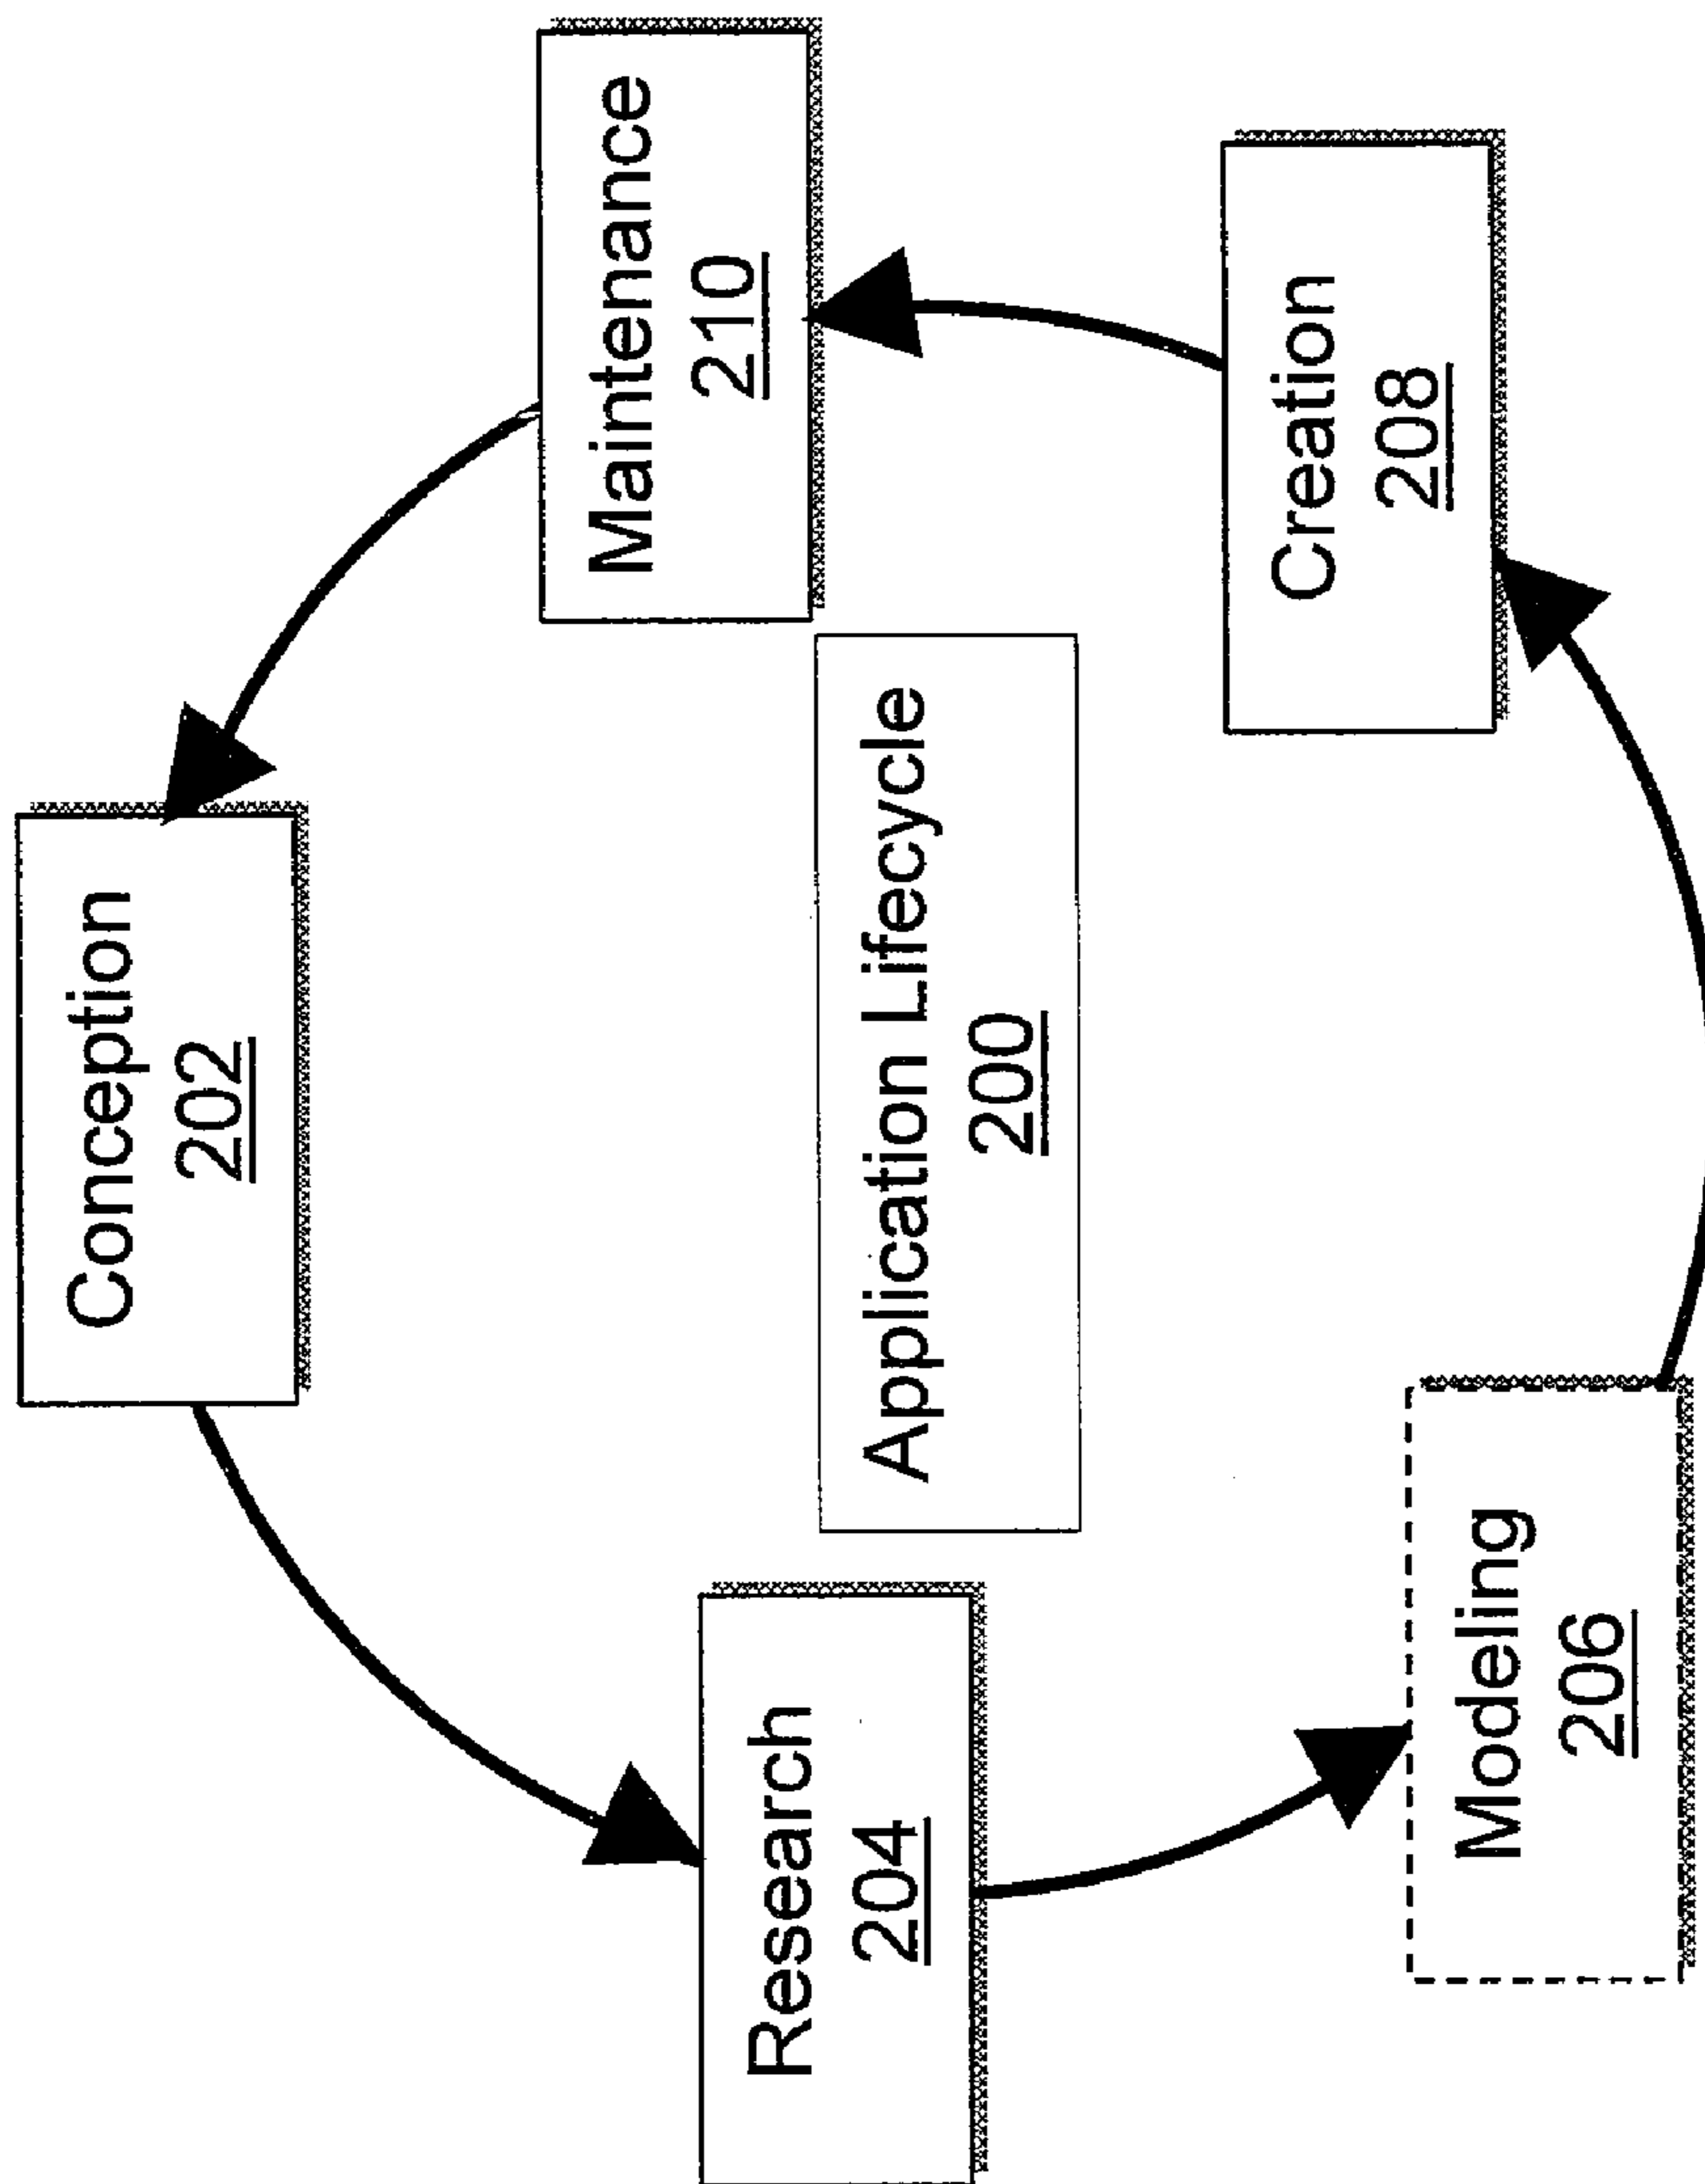 Conception
202
Maintenance
210
Research
204
Application Lifecycle
200
Creation
208
Modeling
206